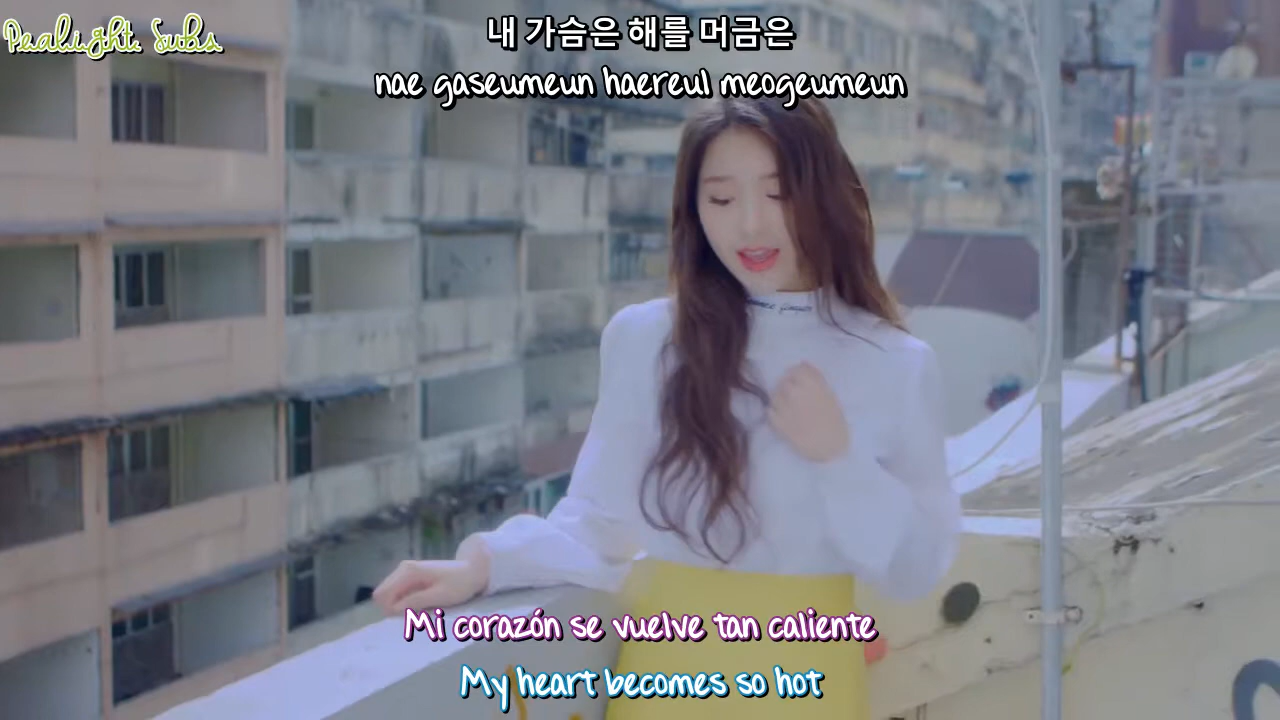 Pealight Subs
내 가슴은 해를 머금은
nae gaseumeun haereul meogeumeun
Mi corazón se vuelve tan caliente
My heart becomes so hot